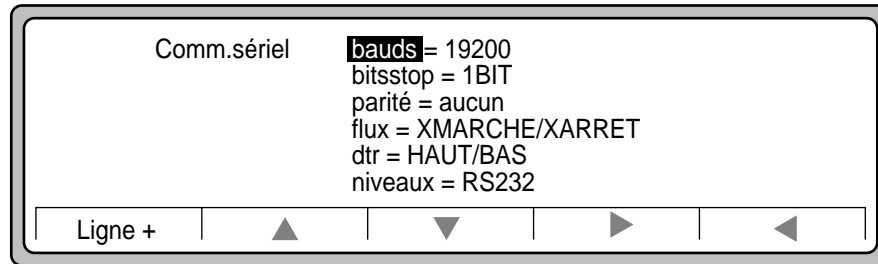 Comm.sériel bauds = 19200
bitsstop = 1BIT
parité = aucun
flux = XMARCHE/XARRET
dtr = HAUT/BAS
niveaux = RS232
Ligne +